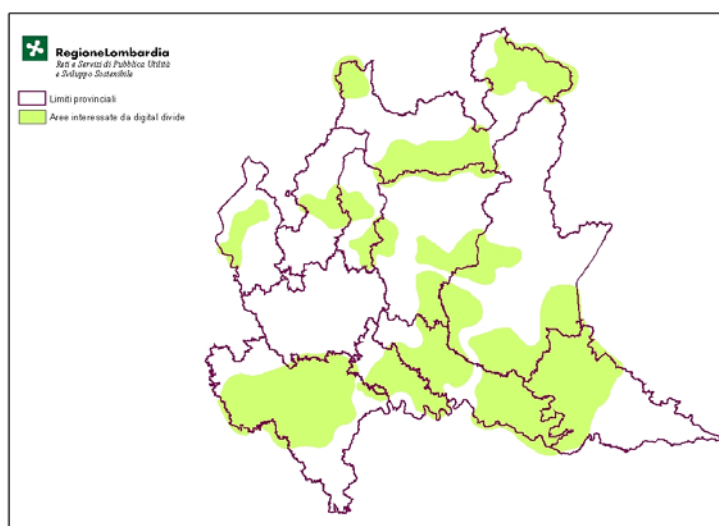 RegioneLombardia
Reti e Servizi di Pubblica Utilità
e Sviluppo Sostenibile
Limiti provinciali
Aree interessate da digital divide